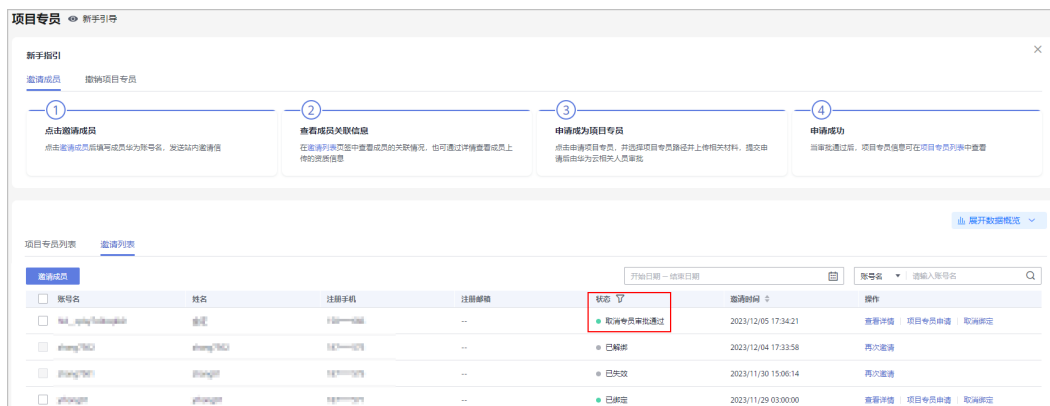 项目专员 新手引导
新手指引
邀请成员 撤销项目专员
1 2 3 4
点击邀请成员 查看成员关联信息 申请成为项目专员 申请成功
点击邀请成员后填写成员华为账号名，发送站内邀请信
在邀请列表页签中查看成员的关联情况，也可通过详情查看成员上
传的资质信息
点击申请项目专员，并选择项目专员路径并上传相关材料，提交申
请后由华为云相关人员审批
当审批通过后，项目专员信息可在项目专员列表中查看
展开数据概览
项目专员列表 邀请列表
邀请成员 开始日期 – 结束日期 账号名 请输入账号名
账号名 姓名 注册手机 注册邮箱 状态 邀请时间 操作
-- 取消专员审批通过 2023/12/05 17:34:21 查看详情 项目专员申请 取消绑定
-- 已解绑 2023/12/04 17:33:58 再次邀请
-- 已失效 2023/11/30 15:06:14 再次邀请
-- 已绑定 2023/11/29 03:00:00 查看详情 项目专员申请 取消绑定